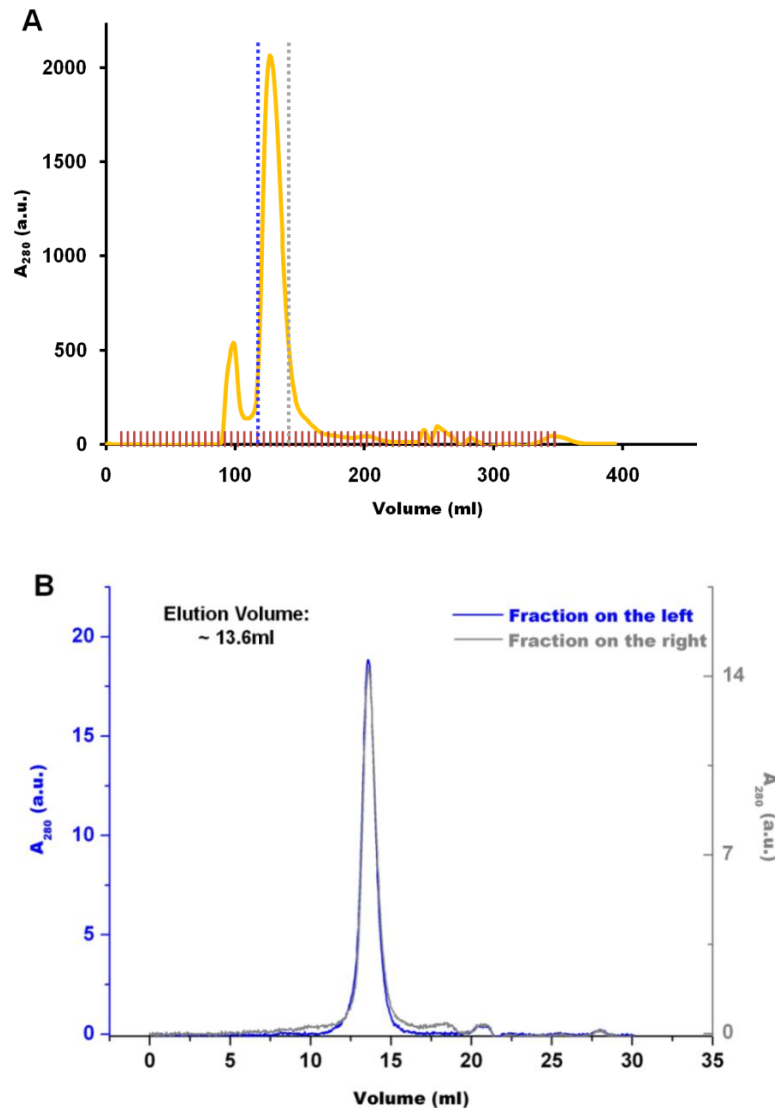 A
2000
1500
1000
500
0
A280 (a.u.)
0 100 200 300 400
Volume (ml)
B
Elution Volume:
~ 13.6ml
Fraction on the left
Fraction on the right
20
15
10
5
0
A280 (a.u.)
14
7
0
A280 (a.u.)
0 5 10 15 20 25 30 35
Volume (ml)